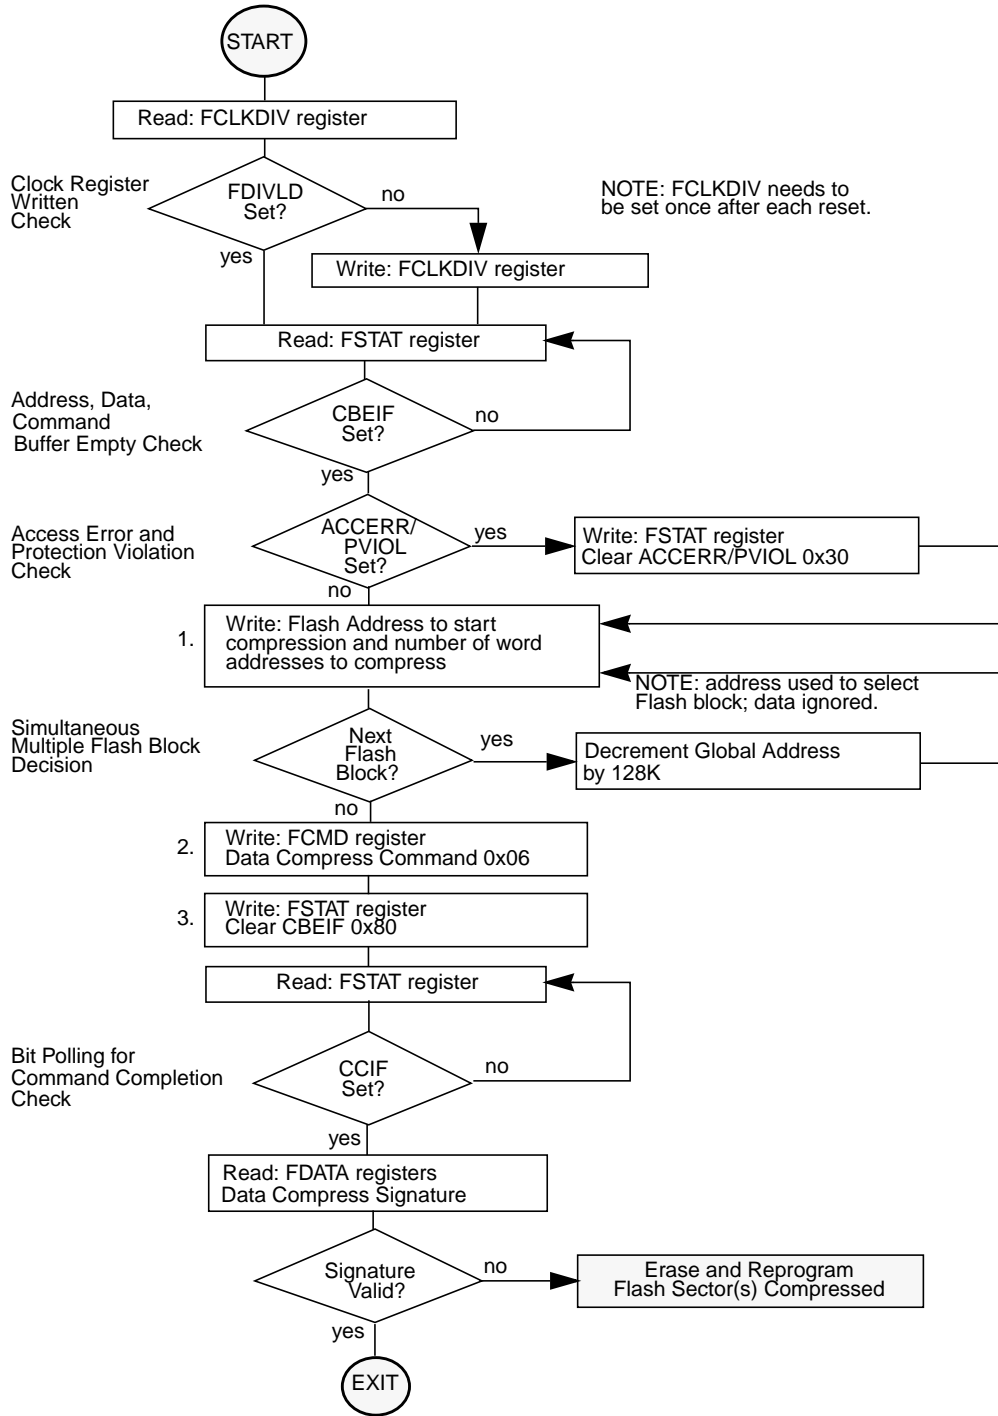 START
Read: FCLKDIV register
Clock Register
Written
Check
FDIVLD
Set?
no
yes
NOTE: FCLKDIV needs to
be set once after each reset.
Write: FCLKDIV register
Read: FSTAT register
Address, Data,
Command
Buffer Empty Check
CBEIF
Set?
no
yes
Access Error and
Protection Violation
Check
ACCERR/
PVIOL
Set?
yes
no
Write: FSTAT register
Clear ACCERR/PVIOL 0x30
1.
Write: Flash Address to start
compression and number of word
addresses to compress
NOTE: address used to select
Flash block; data ignored.
Simultaneous
Multiple Flash Block
Decision
Next
Flash
Block?
yes
no
Decrement Global Address
by 128K
2.
Write: FCMD register
Data Compress Command 0x06
3.
Write: FSTAT register
Clear CBEIF 0x80
Read: FSTAT register
Bit Polling for
Command Completion
Check
CCIF
Set?
no
yes
Read: FDATA registers
Data Compress Signature
Signature
Valid?
no
yes
Erase and Reprogram
Flash Sector(s) Compressed
EXIT